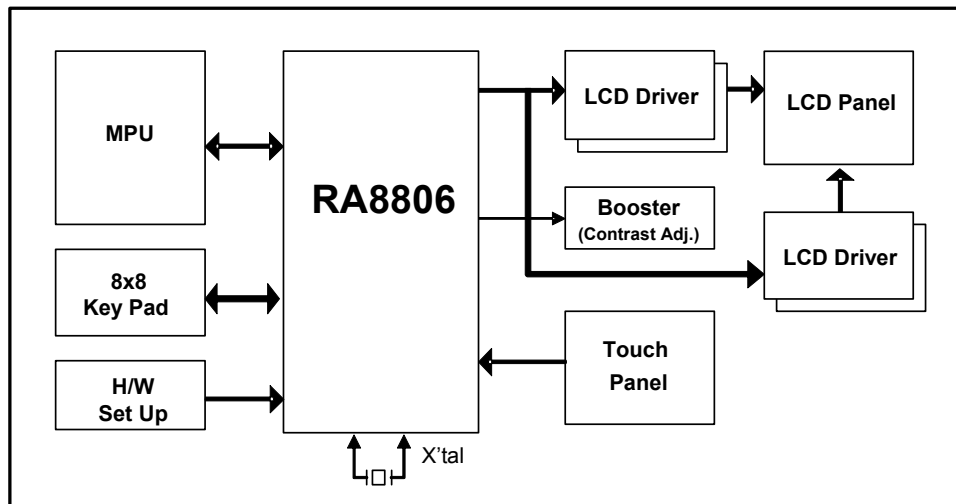 MPU
8x8
Key Pad
H/W
Set Up
RA8806
X'tal
LCD Driver
Booster
(Contrast Adj.)
Touch
Panel
LCD Panel
LCD Driver